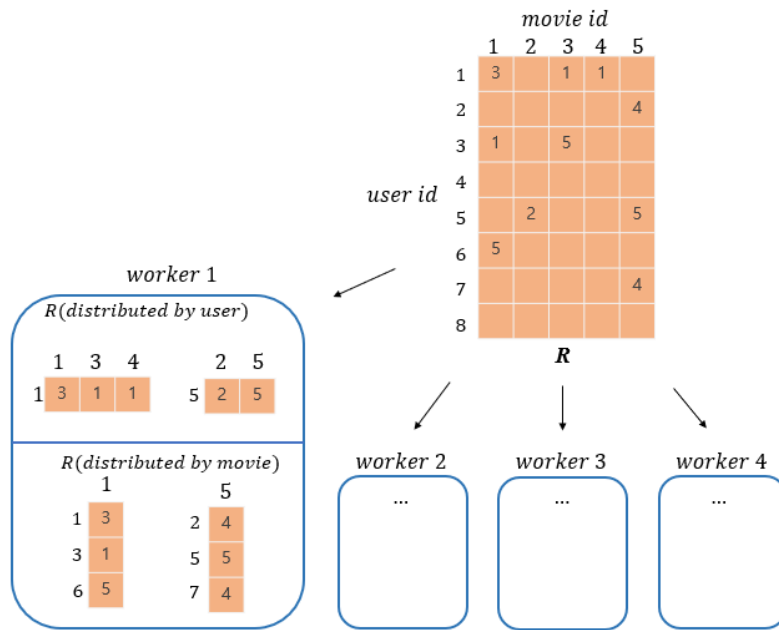 movie id
1 2 3 4 5
1 3 1 1
2 4
3 1 5
4
user id
5 2 5
6 5
7 4
8
R
worker 1
R(distributed by user)
1 3 4
1 3 1 1
2 5
5 2 5
R(distributed by movie)
1
1 3
3 1
6 5
5
2 4
5 5
7 4
worker 2
...
worker 3
...
worker 4
...